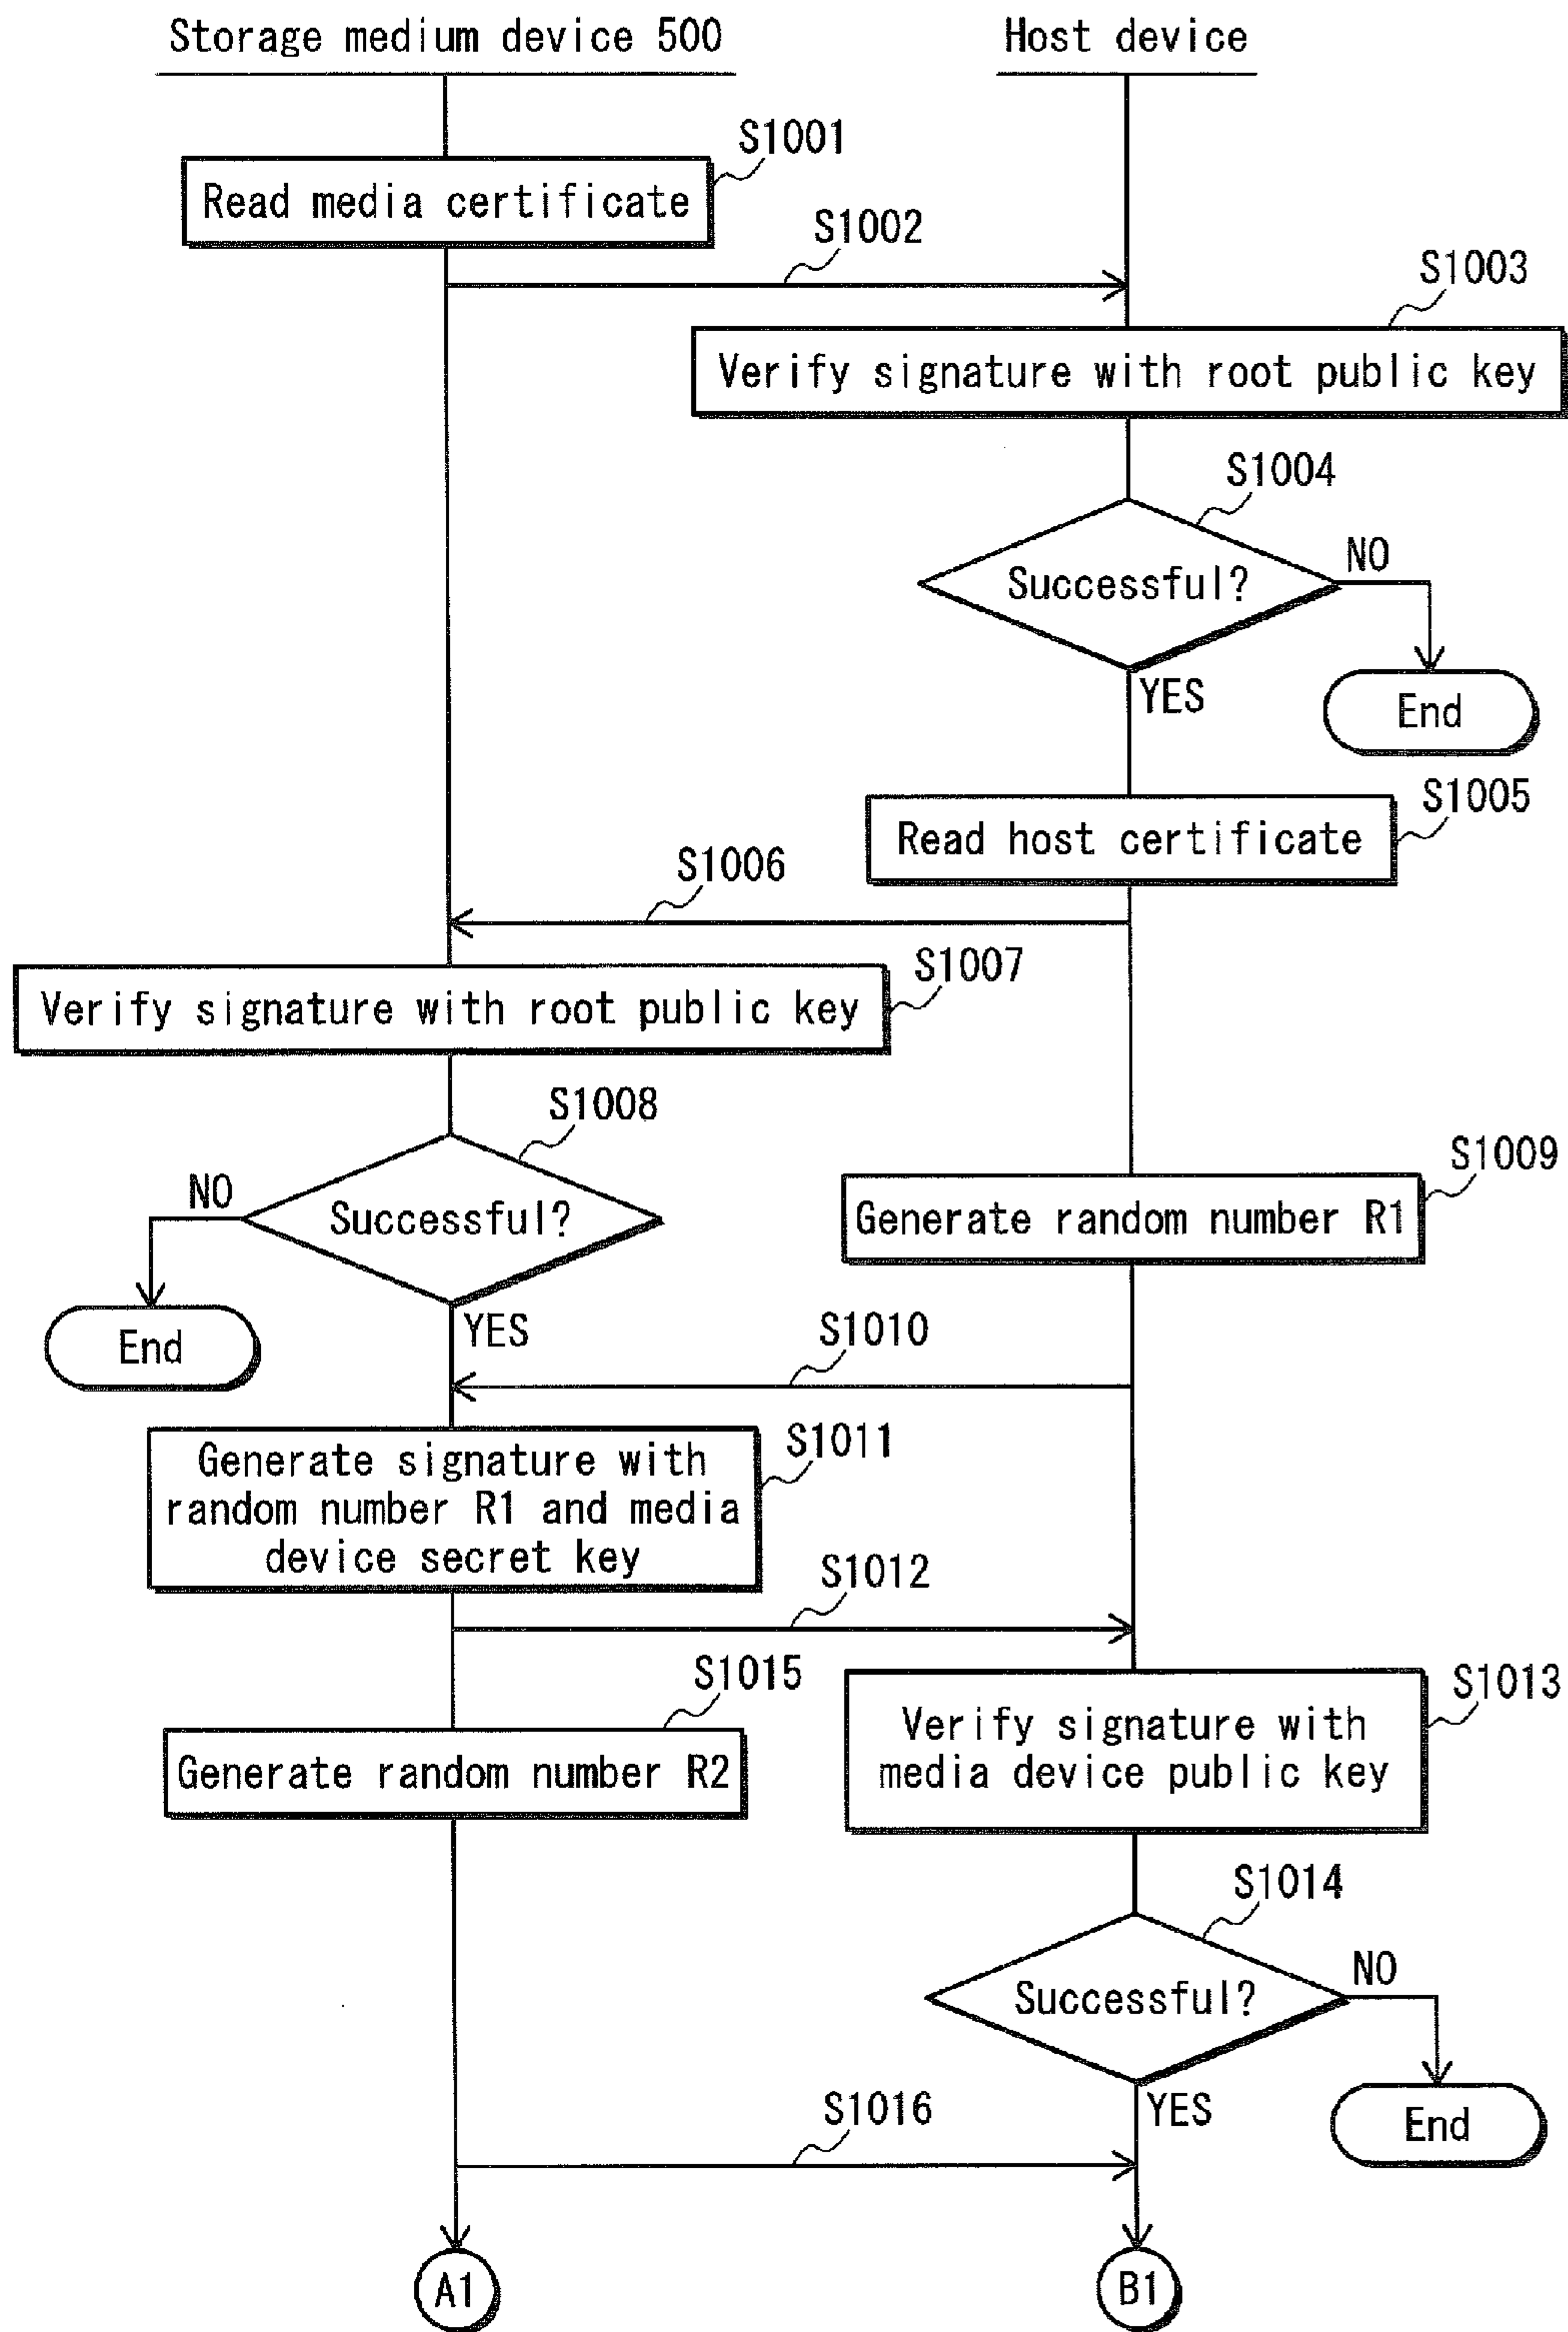 Storage medium device 500
Host device
S1001
Read media certificate
S1002
S1003
Verify signature with root public key
S1004
Successful?
NO
YES
End
S1005
Read host certificate
S1006
S1007
Verify signature with root public key
S1008
Successful?
NO
YES
End
S1009
Generate random number R1
S1010
S1011
Generate signature with
random number R1 and media
device secret key
S1012
S1015
Generate random number R2
S1013
Verify signature with
media device public key
S1014
Successful?
NO
YES
End
S1016
A1
B1